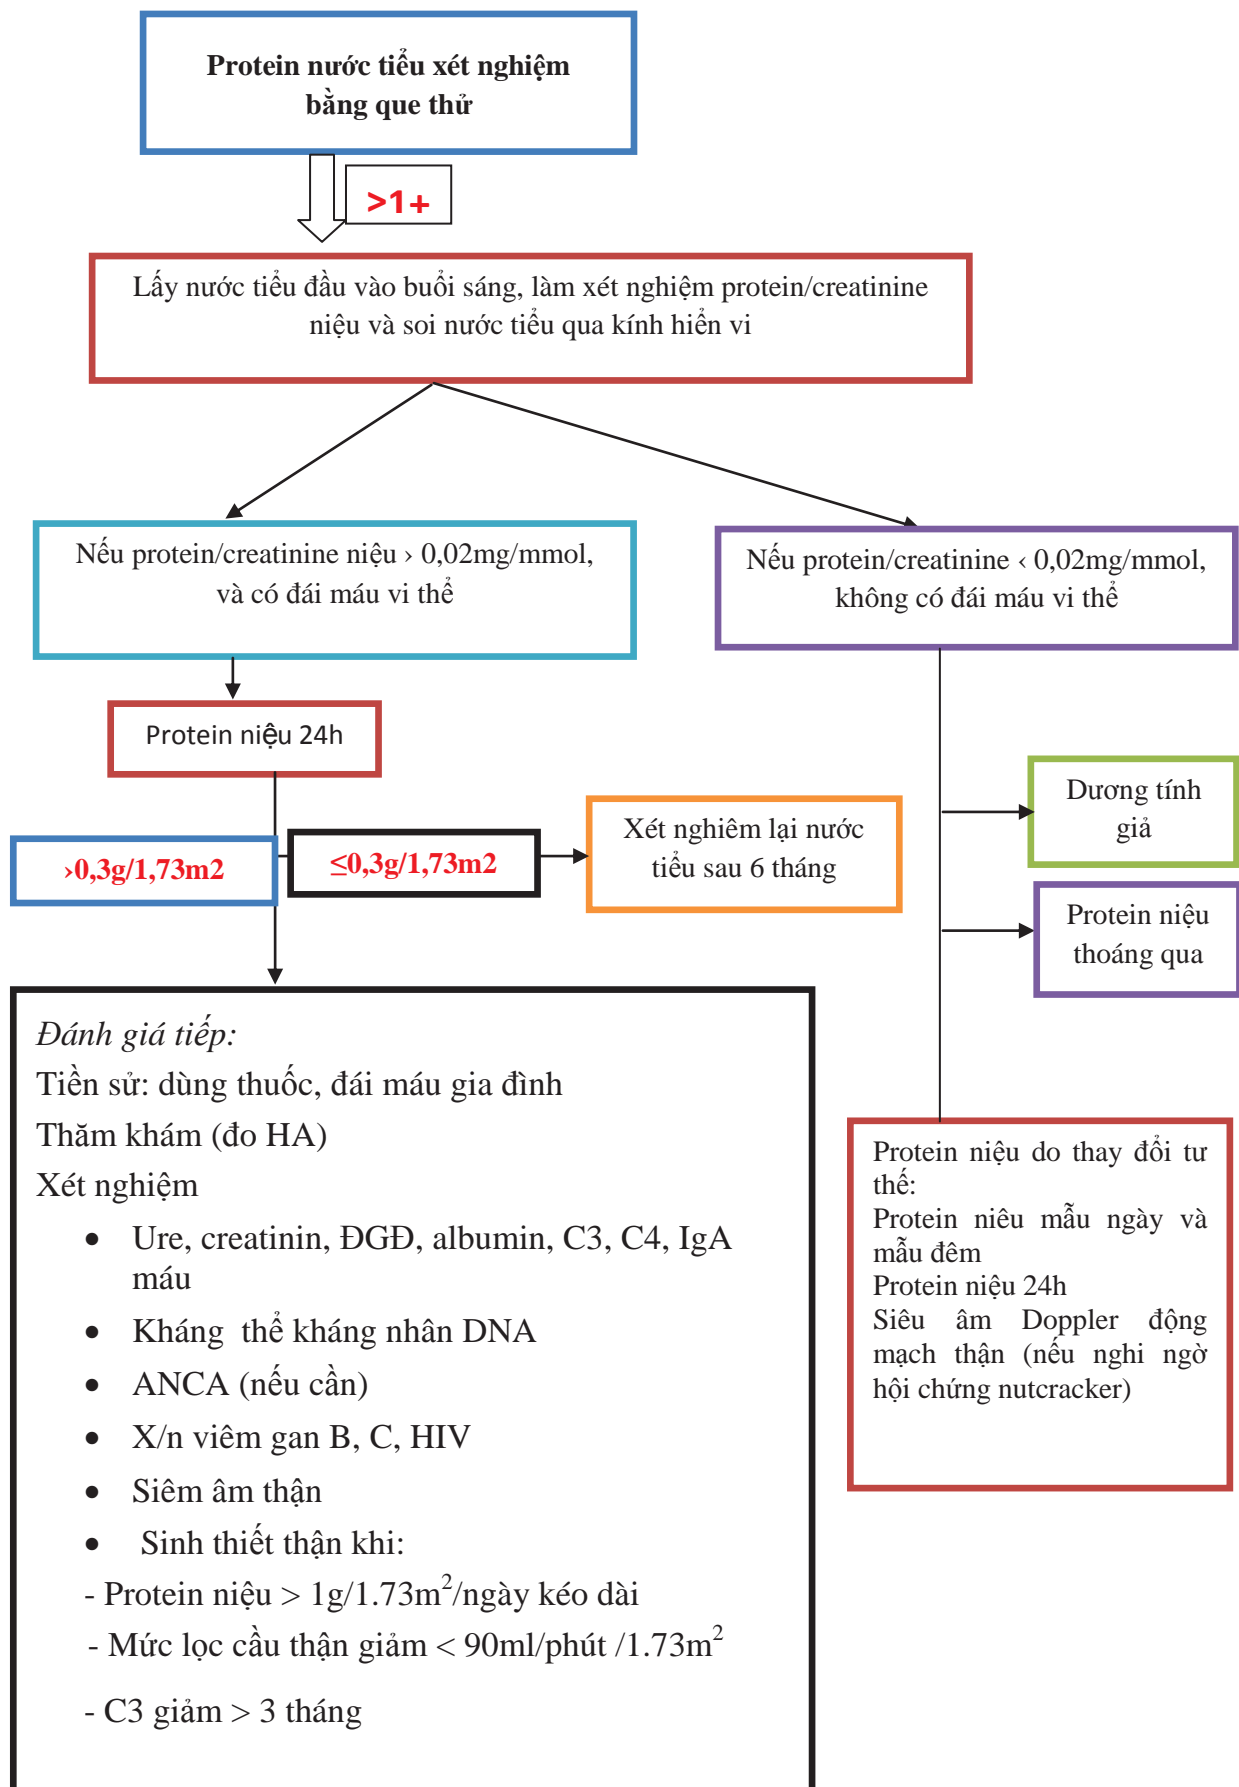 Protein nước tiểu xét nghiệm
bằng que thử
>1+
Lấy nước tiểu đầu vào buổi sáng, làm xét nghiệm protein/creatinine
niệu và soi nước tiểu qua kính hiển vi
Nếu protein/creatinine niệu › 0,02mg/mmol,
và có đái máu vi thể
Nếu protein/creatinine ‹ 0,02mg/mmol,
không có đái máu vi thể
Protein niệu 24h
›0,3g/1,73m2
≤0,3g/1,73m2
Xét nghiêm lại nước
tiểu sau 6 tháng
Dương tính
giả
Protein niệu
thoáng qua
Đánh giá tiếp:
Tiền sử: dùng thuốc, đái máu gia đình
Thăm khám (đo HA)
Xét nghiệm
• Ure, creatinin, ĐGĐ, albumin, C3, C4, IgA
máu
• Kháng thể kháng nhân DNA
• ANCA (nếu cần)
• X/n viêm gan B, C, HIV
• Siêm âm thận
• Sinh thiết thận khi:
- Protein niệu > 1g/1.73m²/ngày kéo dài
- Mức lọc cầu thận giảm < 90ml/phút /1.73m²
- C3 giảm > 3 tháng
Protein niệu do thay đổi tư
thế:
Protein niêu mẫu ngày và
mẫu đêm
Protein niệu 24h
Siêu âm Doppler động
mạch thận (nếu nghi ngờ
hội chứng nutcracker)